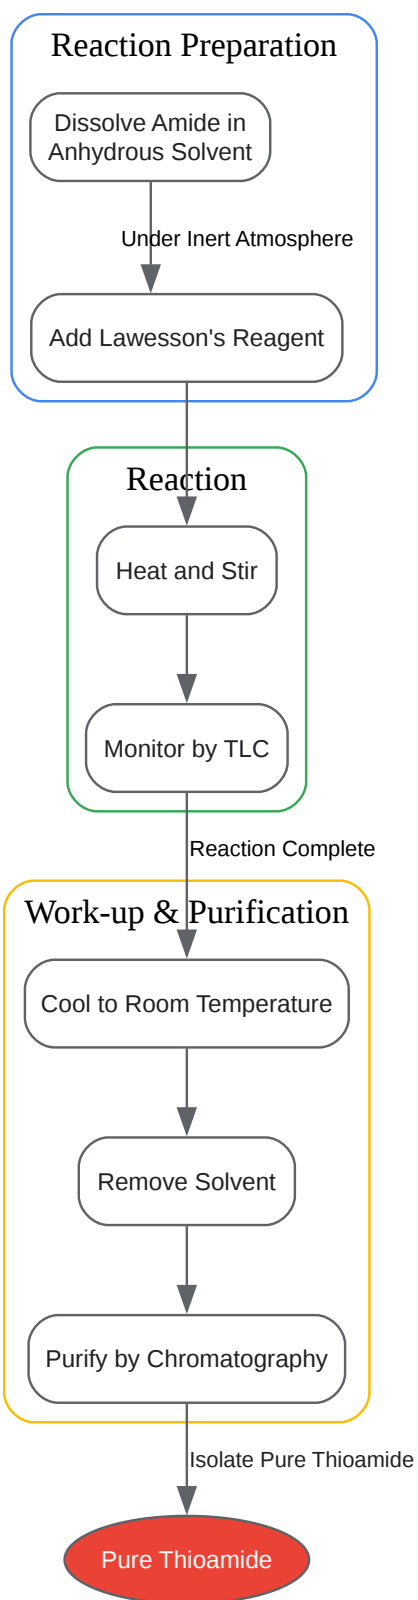 Reaction Preparation
Dissolve Amide in
Anhydrous Solvent
Under Inert Atmosphere
Add Lawesson's Reagent
Reaction
Heat and Stir
Monitor by TLC
Reaction Complete
Work-up & Purification
Cool to Room Temperature
Remove Solvent
Purify by Chromatography
Isolate Pure Thioamide
Pure Thioamide